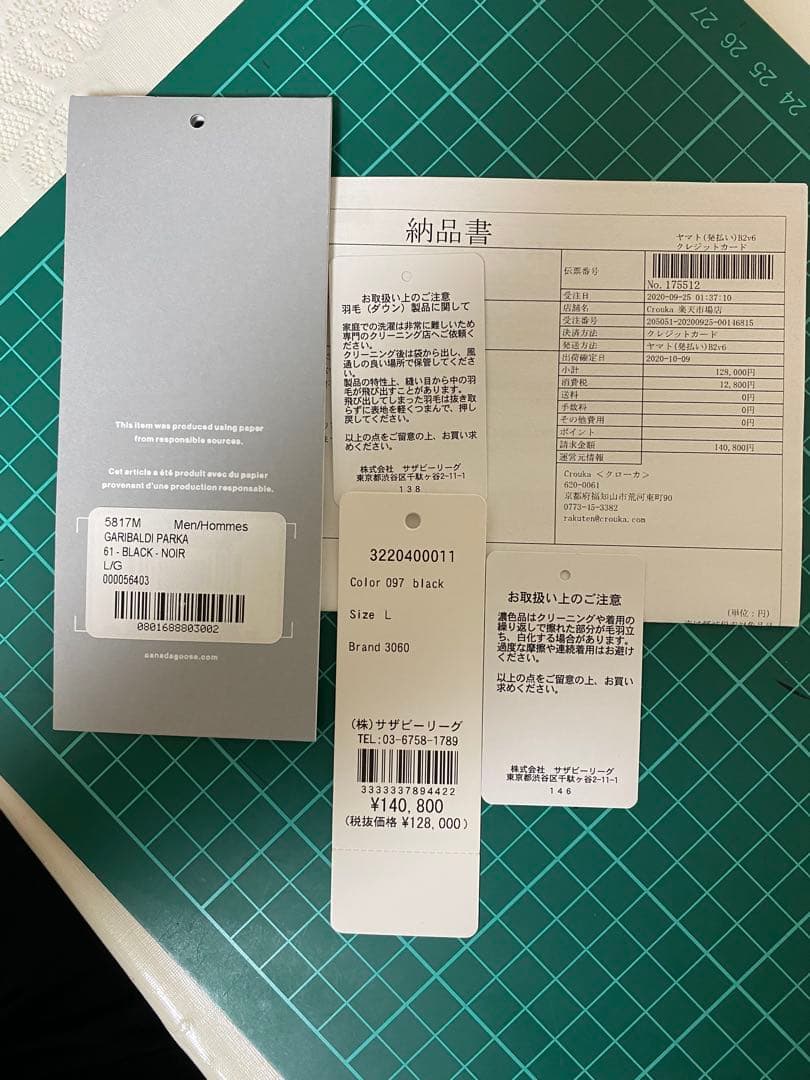 24 25 26 27
This item was produced using paper
from responsible sources.
Cet article a été produit avec du papier
provenant d'une production responsable.
5817M Men/Hommes
GARIBALDI PARKA
61 - BLACK - NOIR
L/G
000056403
0801688803002
canadagoose.com
納品書
ヤマト(発払い)B2v6
クレジットカード
伝票番号
No.175512
受注日 2020-09-25 01:37:10
店舗名 Crouka 楽天市場店
受注番号 205051-20200925-00146815
決済方法 クレジットカード
発送方法 ヤマト(発払い)B2v6
出荷確定日 2020-10-09
小計 128,000円
消費税 12,800円
送料 0円
手数料 0円
その他費用 0円
ポイント
請求金額 140,800円
運営元情報
Crouka <クローカ>
620-0061
京都府福知山市荒河東町90
0773-15-3382
rakuten@crouka.com
(単位:円)
お取扱い上のご注意
羽毛(ダウン)製品に関して
家庭での洗濯は非常に難しいため
専門のクリーニング店へご依頼く
ださい。
クリーニング後は袋から出し、風
通しの良い場所で保管してくださ
い。
製品の特性上、縫い目から中の羽
毛が飛び出すことがあります。
飛び出してしまった羽毛は抜き取
らずに表地を軽くつまんで、押し
戻してください。
以上の点をご留意の上、お買い求
めください。
株式会社 サザビーリーグ
東京都渋谷区千駄ヶ谷2-11-1
138
3220400011
Color 097 black
Size L
Brand 3060
(株)サザビーリーグ
TEL:03-6758-1789
3333337894422
¥140,800
(税抜価格 ¥128,000)
お取扱い上のご注意
濃色品はクリーニングや着用の
繰り返しで擦れた部分が毛羽立
ち、白化する場合があります。
過度な摩擦や連続着用はお避け
ください。
以上の点をご留意の上、お買い
求めください。
株式会社 サザビーリーグ
東京都渋谷区千駄ヶ谷2-11-1
146